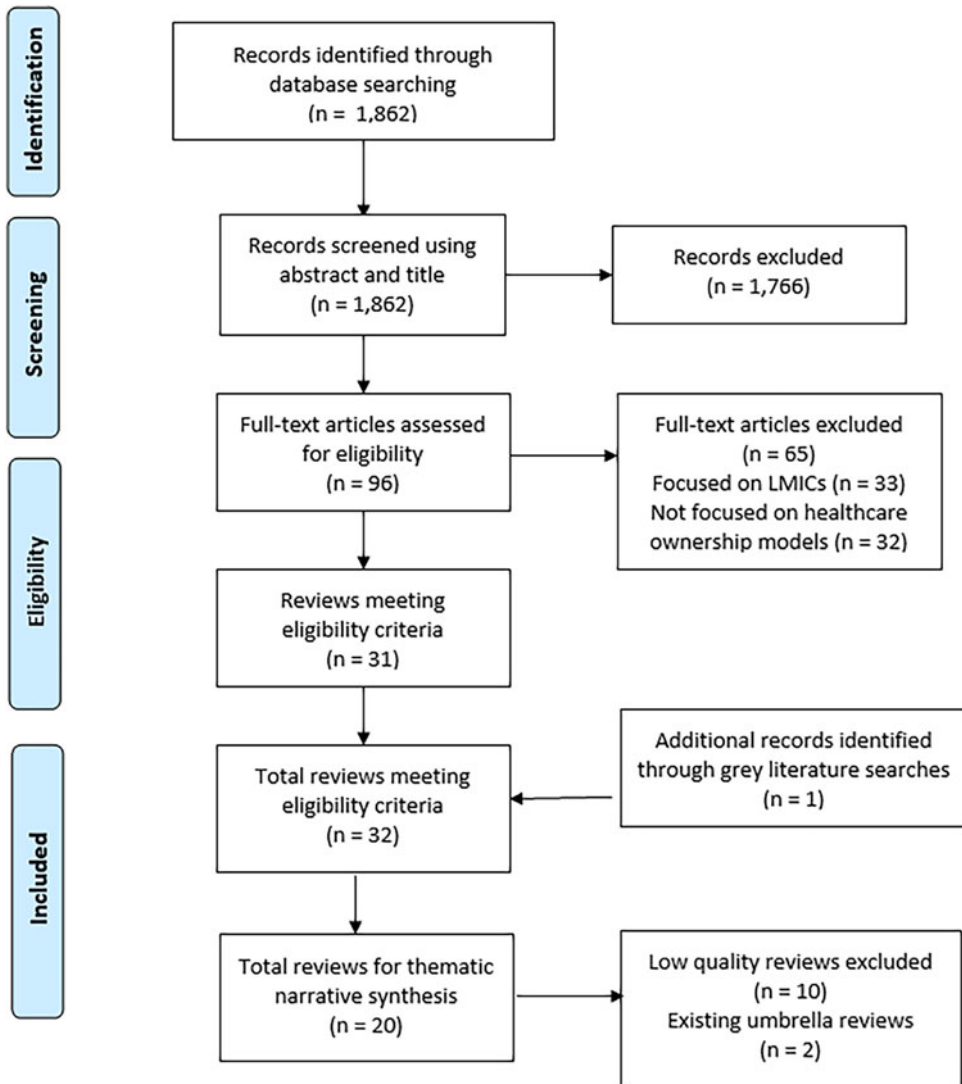 Identification
Records identified through
database searching
(n =  1,862)
Screening
Records screened using
abstract and title
(n = 1,862)
Records excluded
(n = 1,766)
Full-text articles assessed
for eligibility
(n = 96)
Full-text articles excluded
(n = 65)
Focused on LMICs (n = 33)
Not focused on healthcare
ownership models (n = 32)
Eligibility
Reviews meeting
eligibility criteria
(n = 31)
Included
Total reviews meeting
eligibility criteria
(n = 32)
Additional records identified
through grey literature searches
(n = 1)
Total reviews for thematic
narrative synthesis
(n = 20)
Low quality reviews excluded
(n = 10)
Existing umbrella reviews
(n = 2)